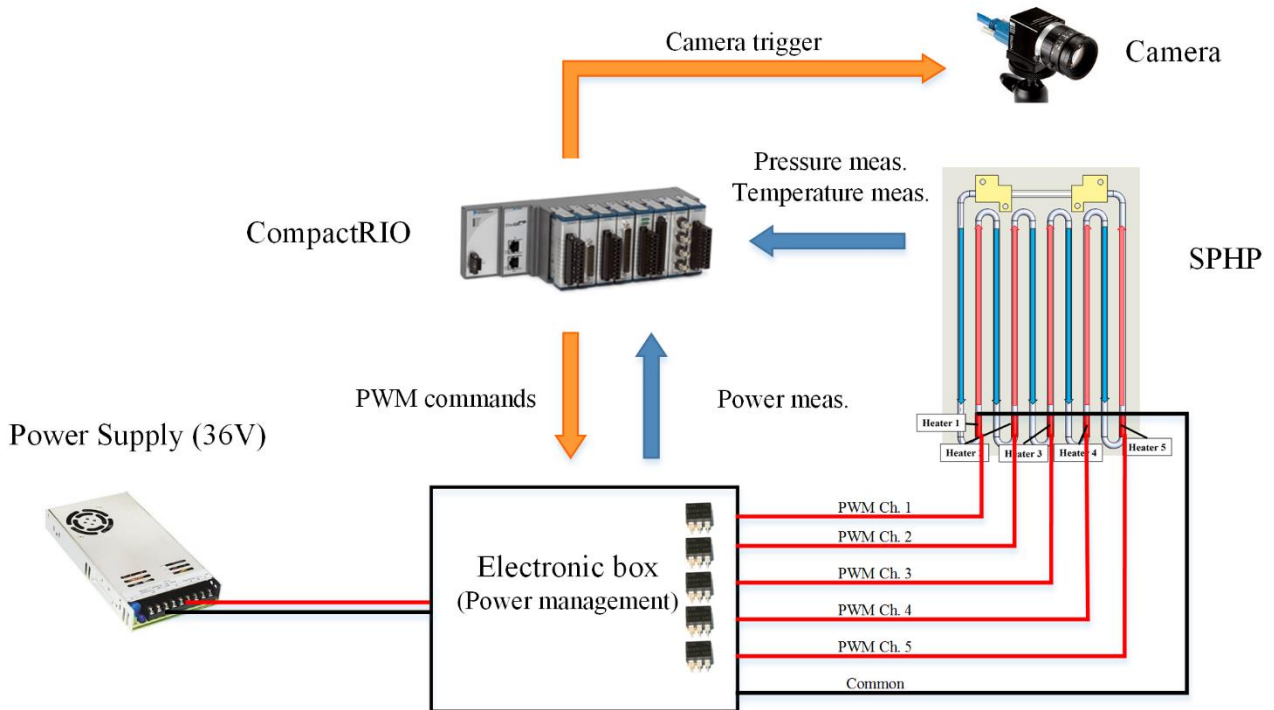 Camera trigger
Camera
Pressure meas.
Temperature meas.
CompactRIO
SPHP
PWM commands
Power meas.
Power Supply (36V)
Heater 1
Heater 2
Heater 3
Heater 4
Heater 5
Electronic box
(Power management)
PWM Ch. 1
PWM Ch. 2
PWM Ch. 3
PWM Ch. 4
PWM Ch. 5
Common